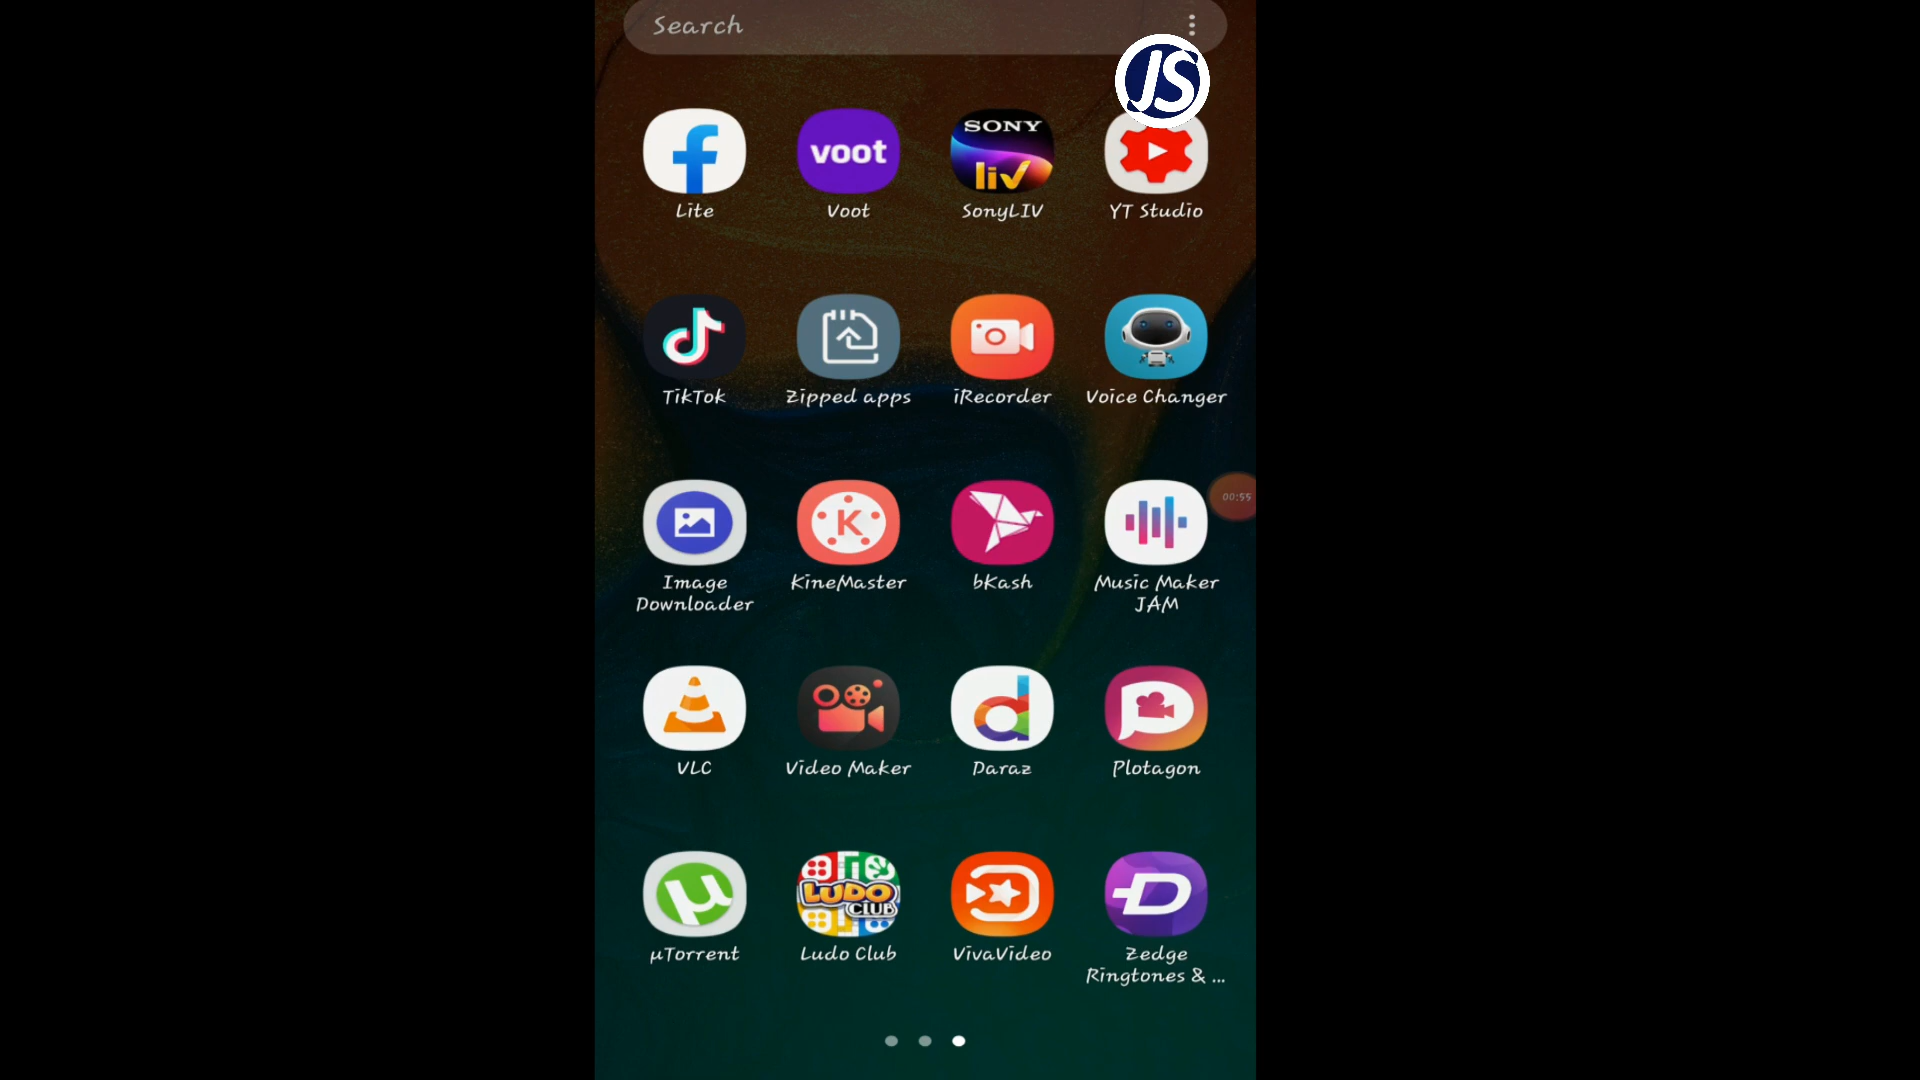 Search
JS
SONY
voot
liv
Lite
Voot
SonyLIV
YT Studio
TikTok
Zipped apps
iRecorder
Voice Changer
00:55
K
Image
Downloader
KineMaster
bKash
Music Maker
JAM
d
VLC
Video Maker
Daraz
Plotagon
µ
LUDO
CLUB
µTorrent
Ludo Club
VivaVideo
Zedge
Ringtones & ...